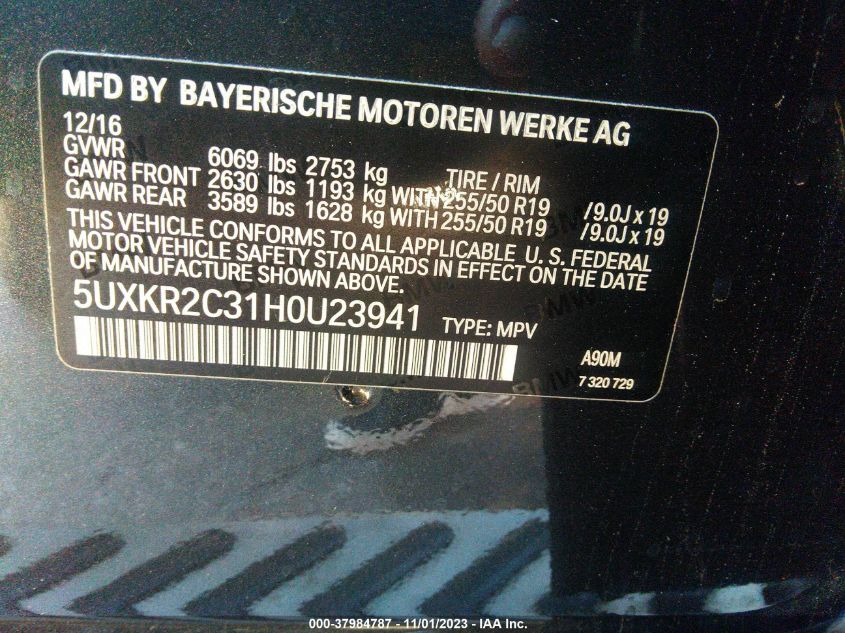 MFD BY BAYERISCHE MOTOREN WERKE AG
12/16
GVWR 6069 lbs 2753 kg TIRE / RIM
GAWR FRONT 2630 lbs 1193 kg WITH 255/50 R19 /9.0J x 19
GAWR REAR 3589 lbs 1628 kg WITH 255/50 R19 /9.0J x 19
THIS VEHICLE CONFORMS TO ALL APPLICABLE U. S. FEDERAL
MOTOR VEHICLE SAFETY STANDARDS IN EFFECT ON THE DATE
OF MANUFACTURE SHOWN ABOVE.
5UXKR2C31H0U23941 TYPE: MPV
A90M
7 320 729
000-37984787 - 11/01/2023 - IAA Inc.